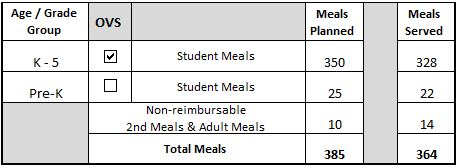 Age / Grade Group OVS Meals Planned Meals Served
K - 5 Student Meals 350 328
Pre-K Student Meals 25 22
Non-reimbursable
2nd Meals & Adult Meals 10 14
Total Meals 385 364